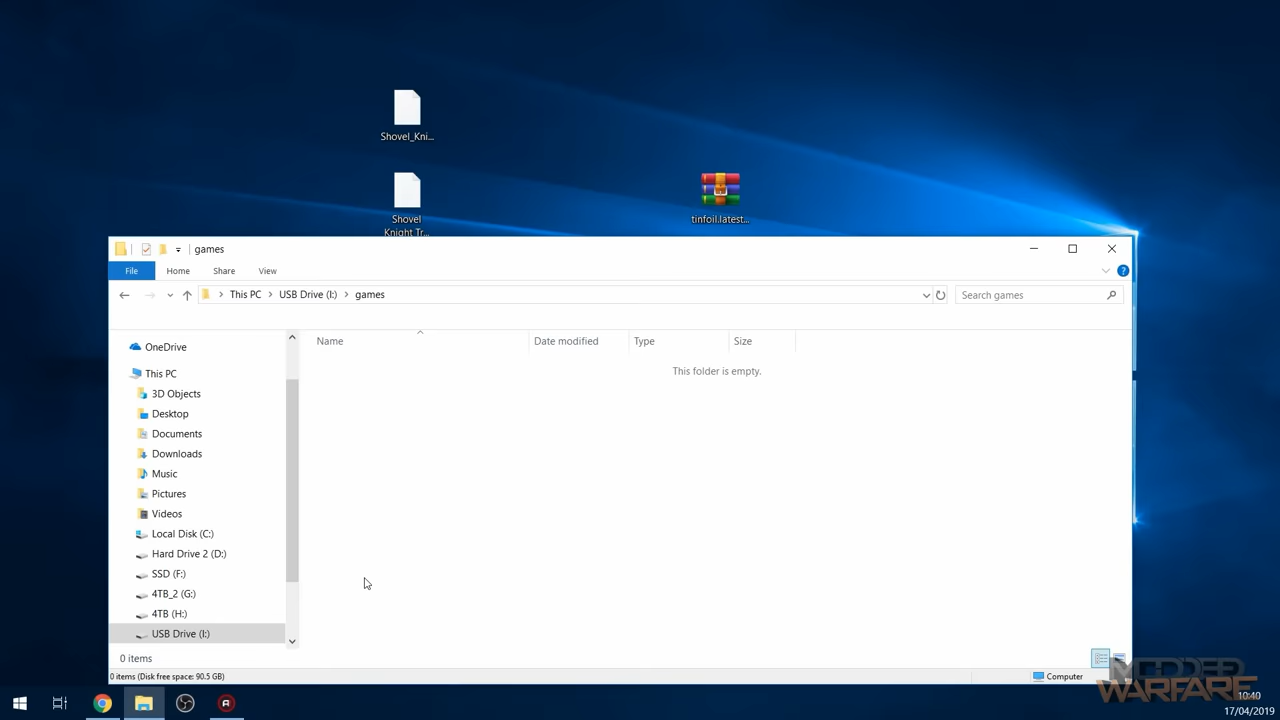 Shovel_Kni...
Shovel
Knight Tr...
tinfoil.latest...
games
File Home Share View
This PC > USB Drive (I:) > games
Search games
Name Date modified Type Size
This folder is empty.
OneDrive
This PC
3D Objects
Desktop
Documents
Downloads
Music
Pictures
Videos
Local Disk (C:)
Hard Drive 2 (D:)
SSD (F:)
4TB_2 (G:)
4TB (H:)
USB Drive (I:)
0 items
0 items (Disk free space: 90.5 GB)
Computer
MODDED
WARFARE
10:40
17/04/2019